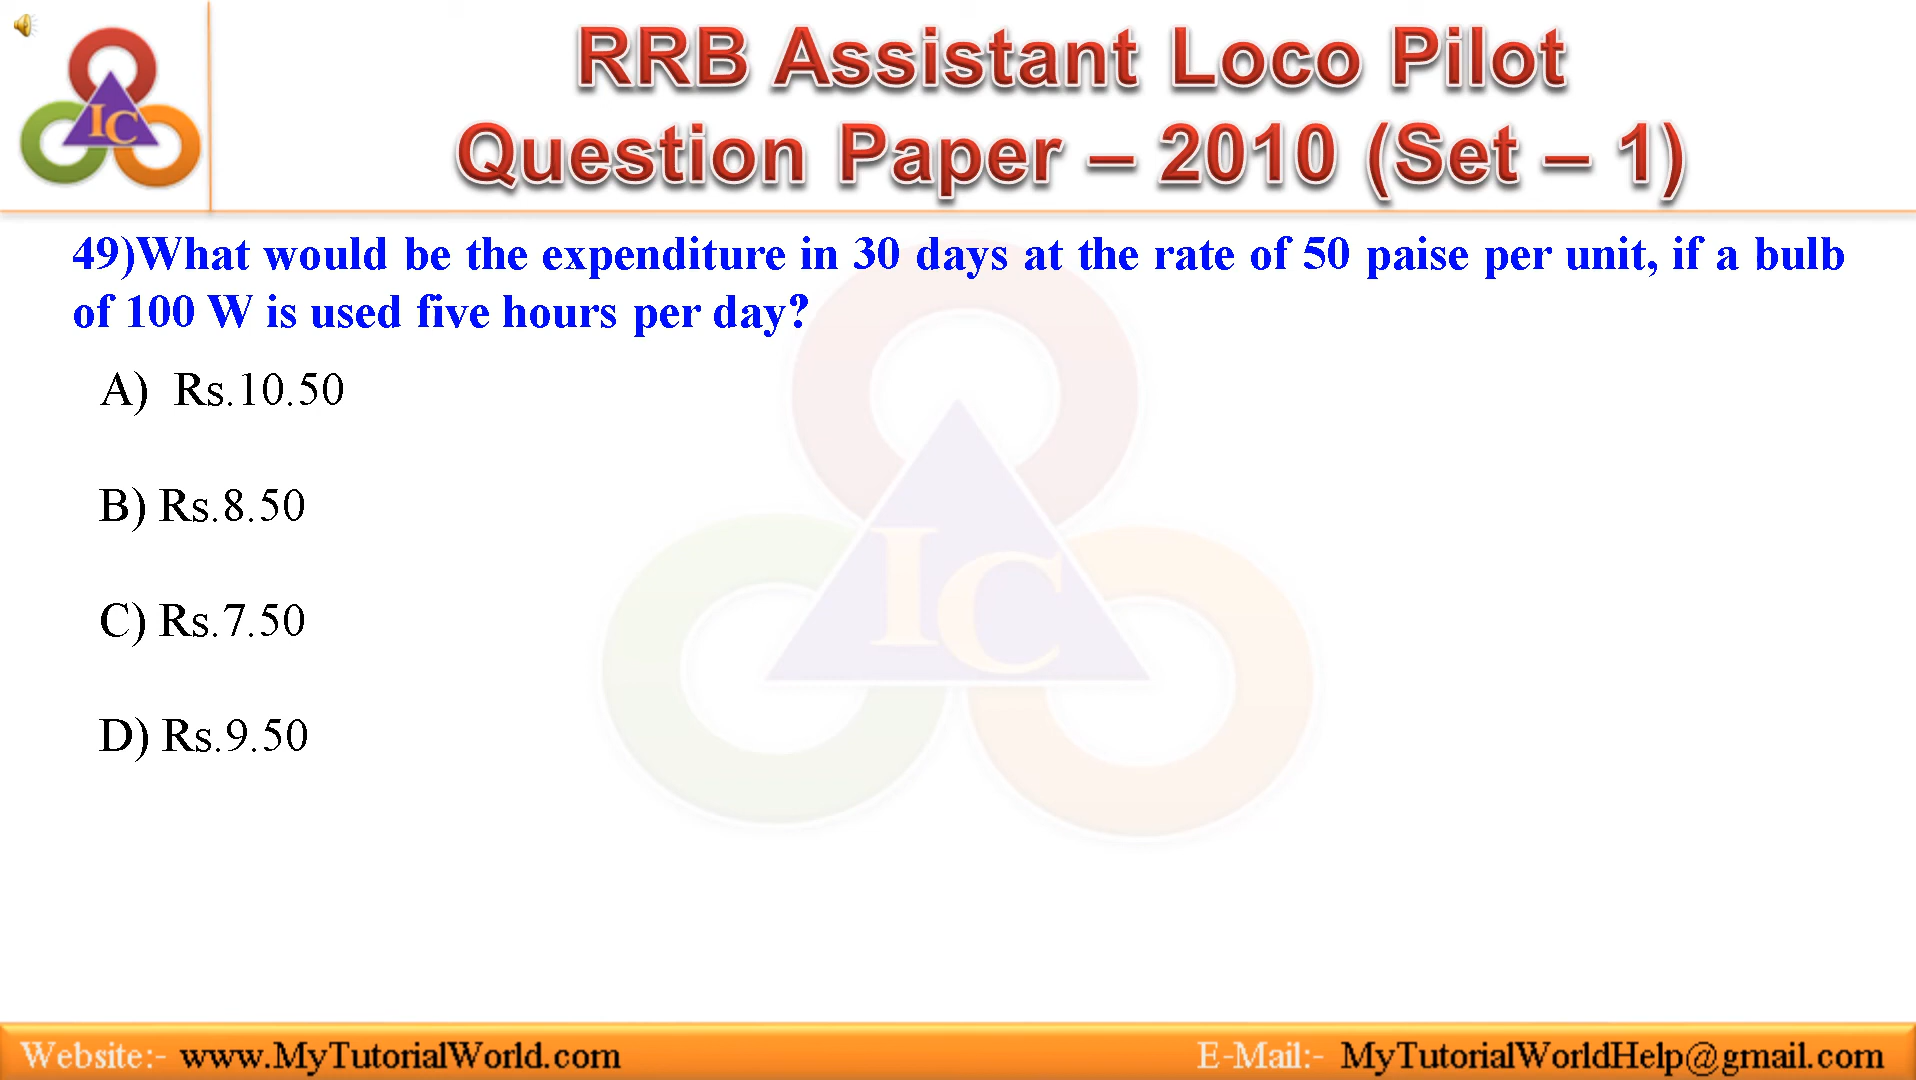 IC
RRB Assistant Loco Pilot
Question Paper – 2010 (Set – 1)
49)What would be the expenditure in 30 days at the rate of 50 paise per unit, if a bulb
of 100 W is used five hours per day?
A) Rs.10.50
B) Rs.8.50
C) Rs.7.50
D) Rs.9.50
IC
Website:- www.MyTutorialWorld.com E-Mail:- MyTutorialWorldHelp@gmail.com